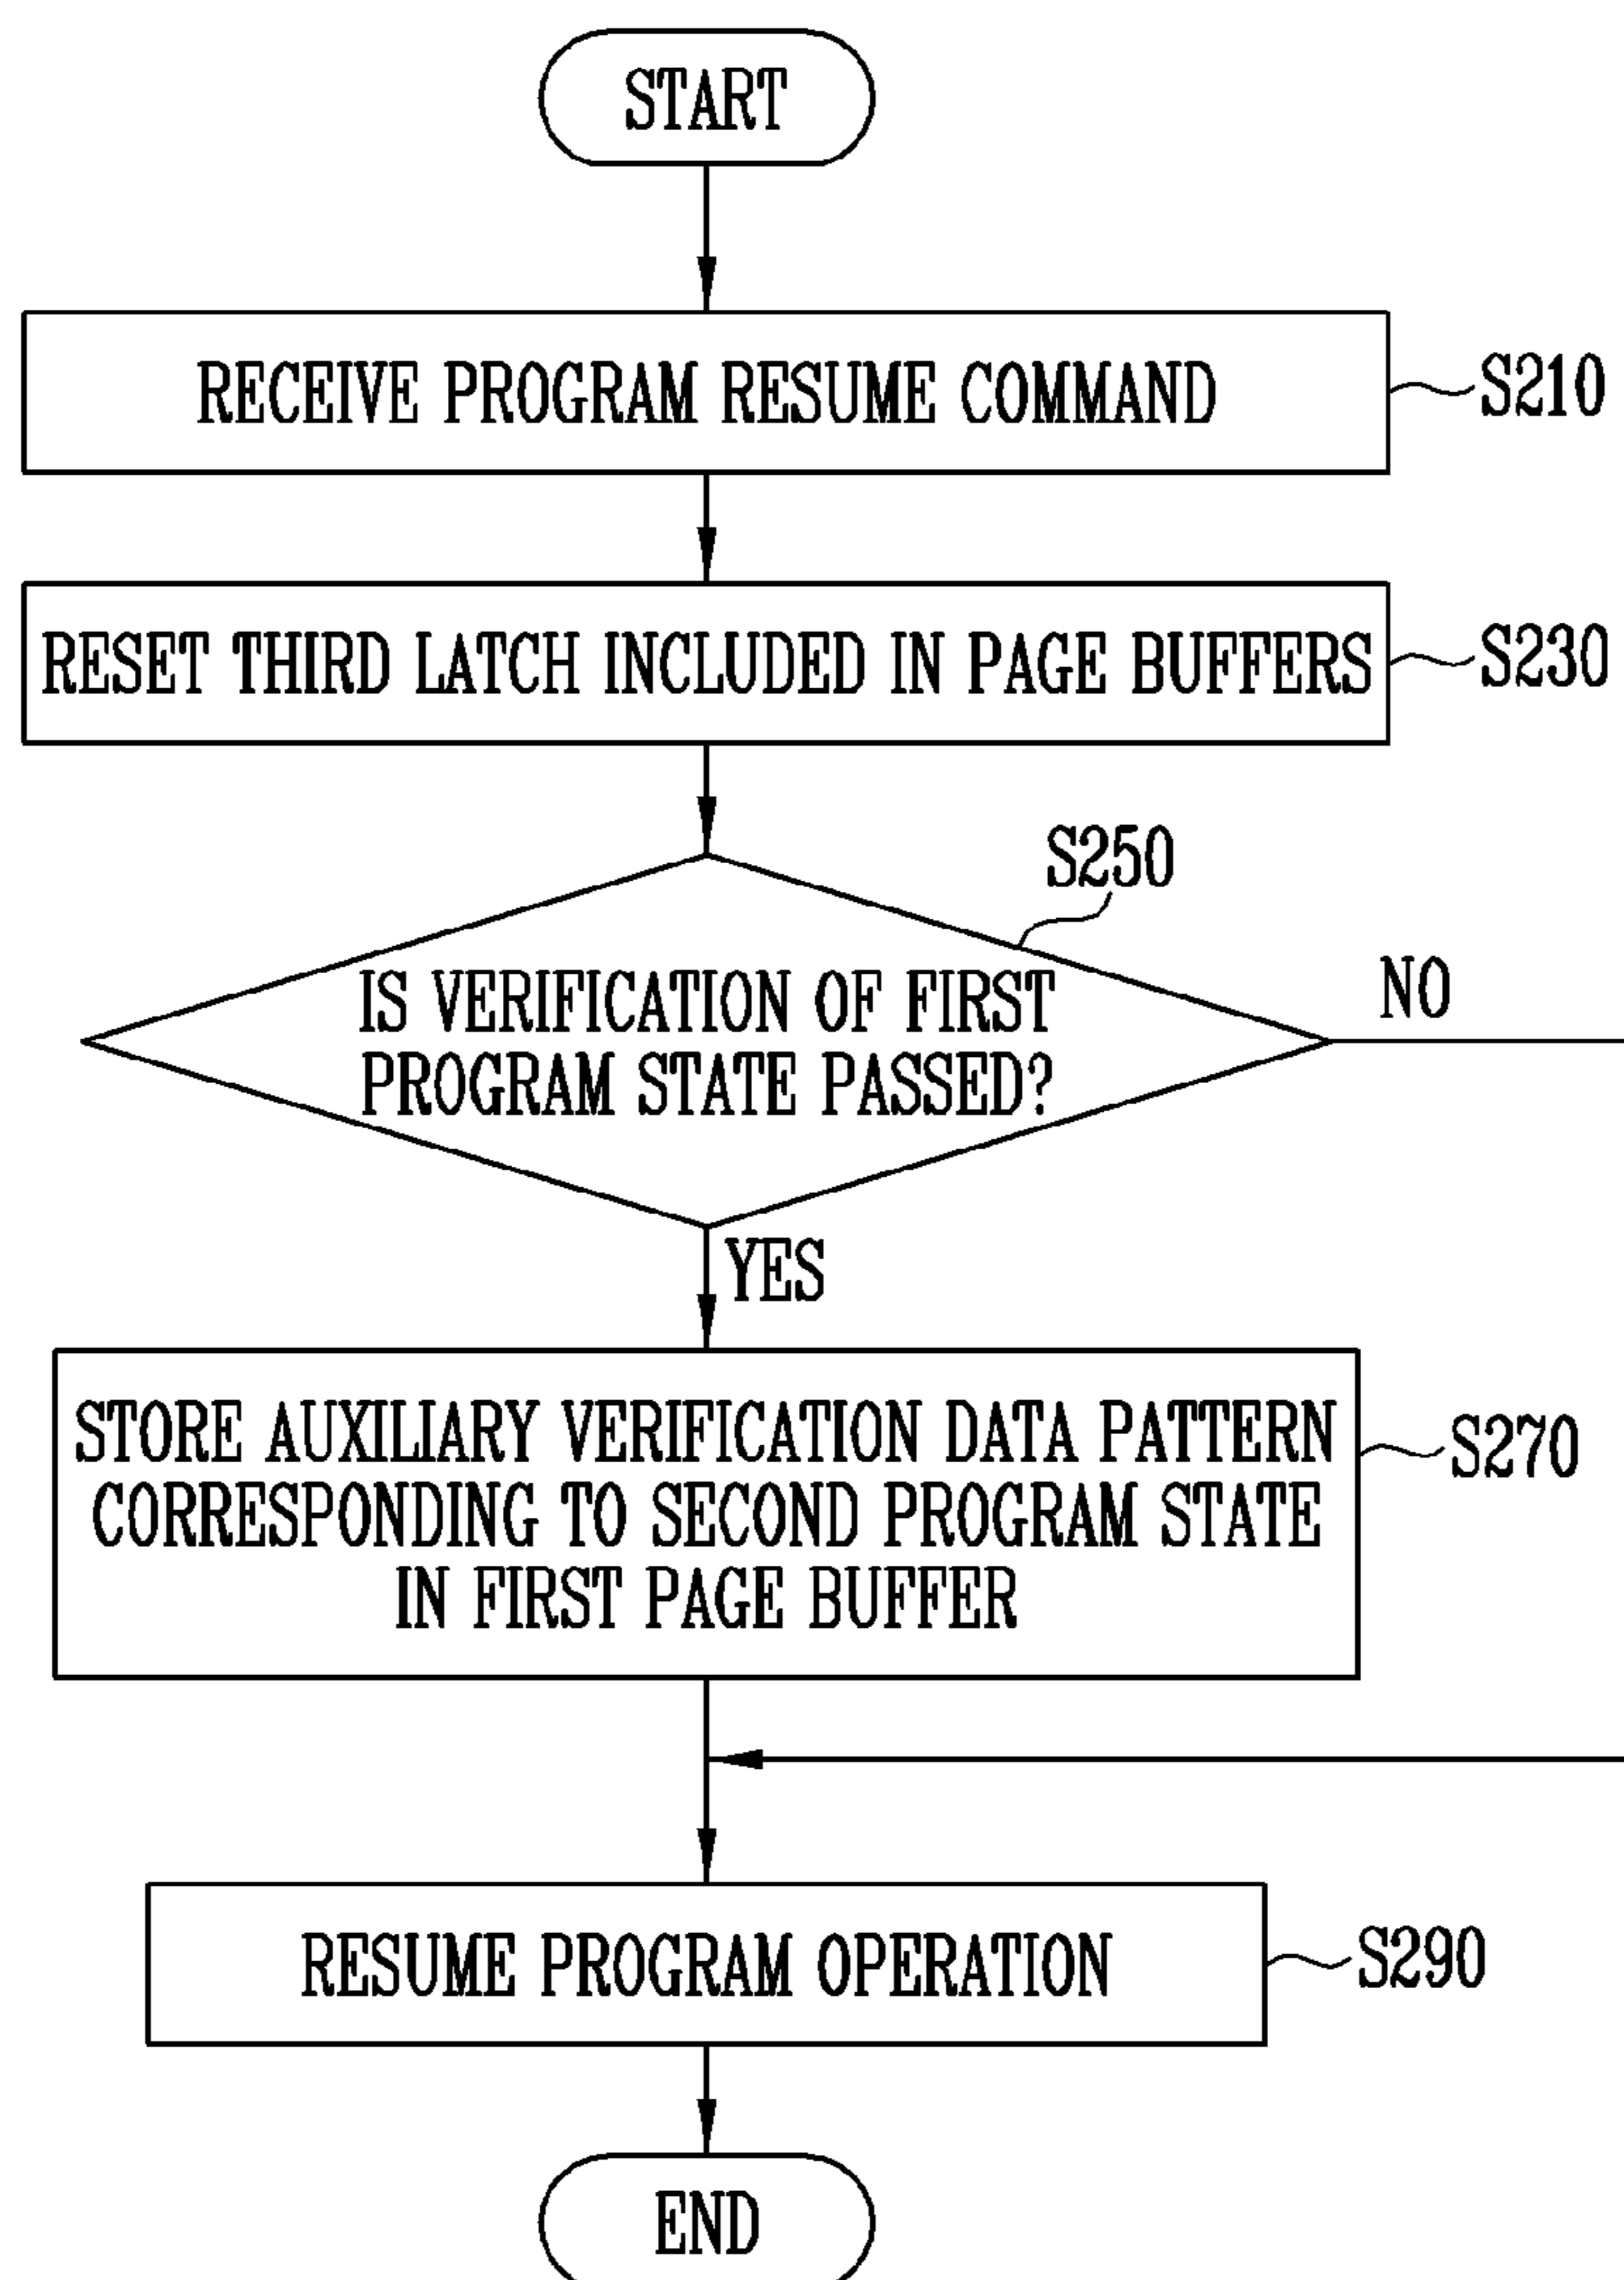 START
RECEIVE PROGRAM RESUME COMMAND
S210
RESET THIRD LATCH INCLUDED IN PAGE BUFFERS
S230
S250
IS VERIFICATION OF FIRST
PROGRAM STATE PASSED?
NO
YES
STORE AUXILIARY VERIFICATION DATA PATTERN
CORRESPONDING TO SECOND PROGRAM STATE
IN FIRST PAGE BUFFER
S270
RESUME PROGRAM OPERATION
S290
END